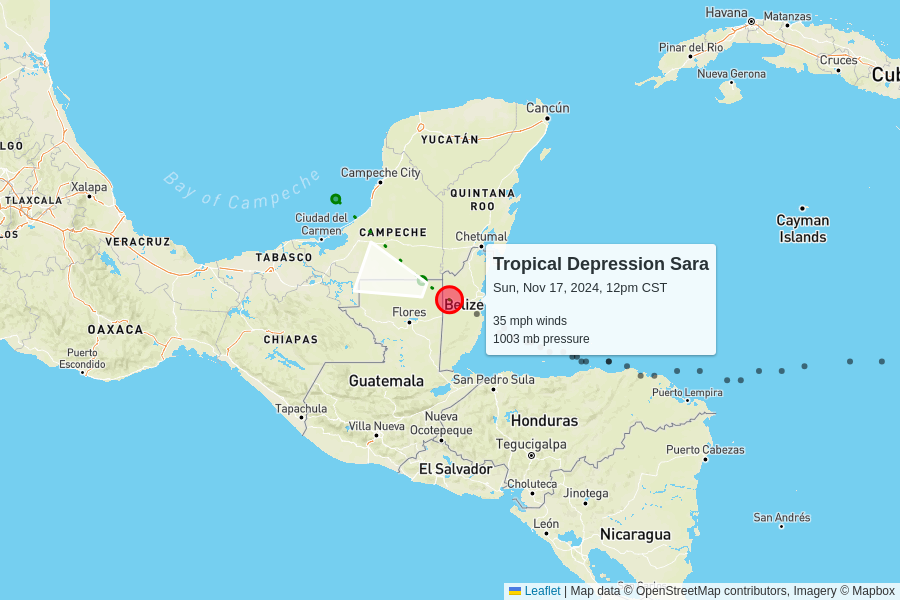 Havana
Matanzas
Pinar del Rio
Cruces
Nueva Gerona
Cub
Cancún
YUCATÁN
LGO
Campeche City
Bay of Campeche
Xalapa
TLAXCALA
QUINTANA
ROO
Cayman
Islands
Ciudad del
Carmen
CAMPECHE
OS
VERACRUZ
Chetumal
TABASCO
Tropical Depression Sara
Sun, Nov 17, 2024, 12pm CST
35 mph winds
1003 mb pressure
Belize
Flores
OAXACA
CHIAPAS
Puerto
Escondido
Guatemala
San Pedro Sula
Puerto Lempira
Tapachula
Nueva
Ocotepeque
Villa Nueva
Honduras
Tegucigalpa
Puerto Cabezas
El Salvador
Choluteca
Jinotega
León
San Andrés
Nicaragua
Leaflet | Map data © OpenStreetMap contributors, Imagery © Mapbox